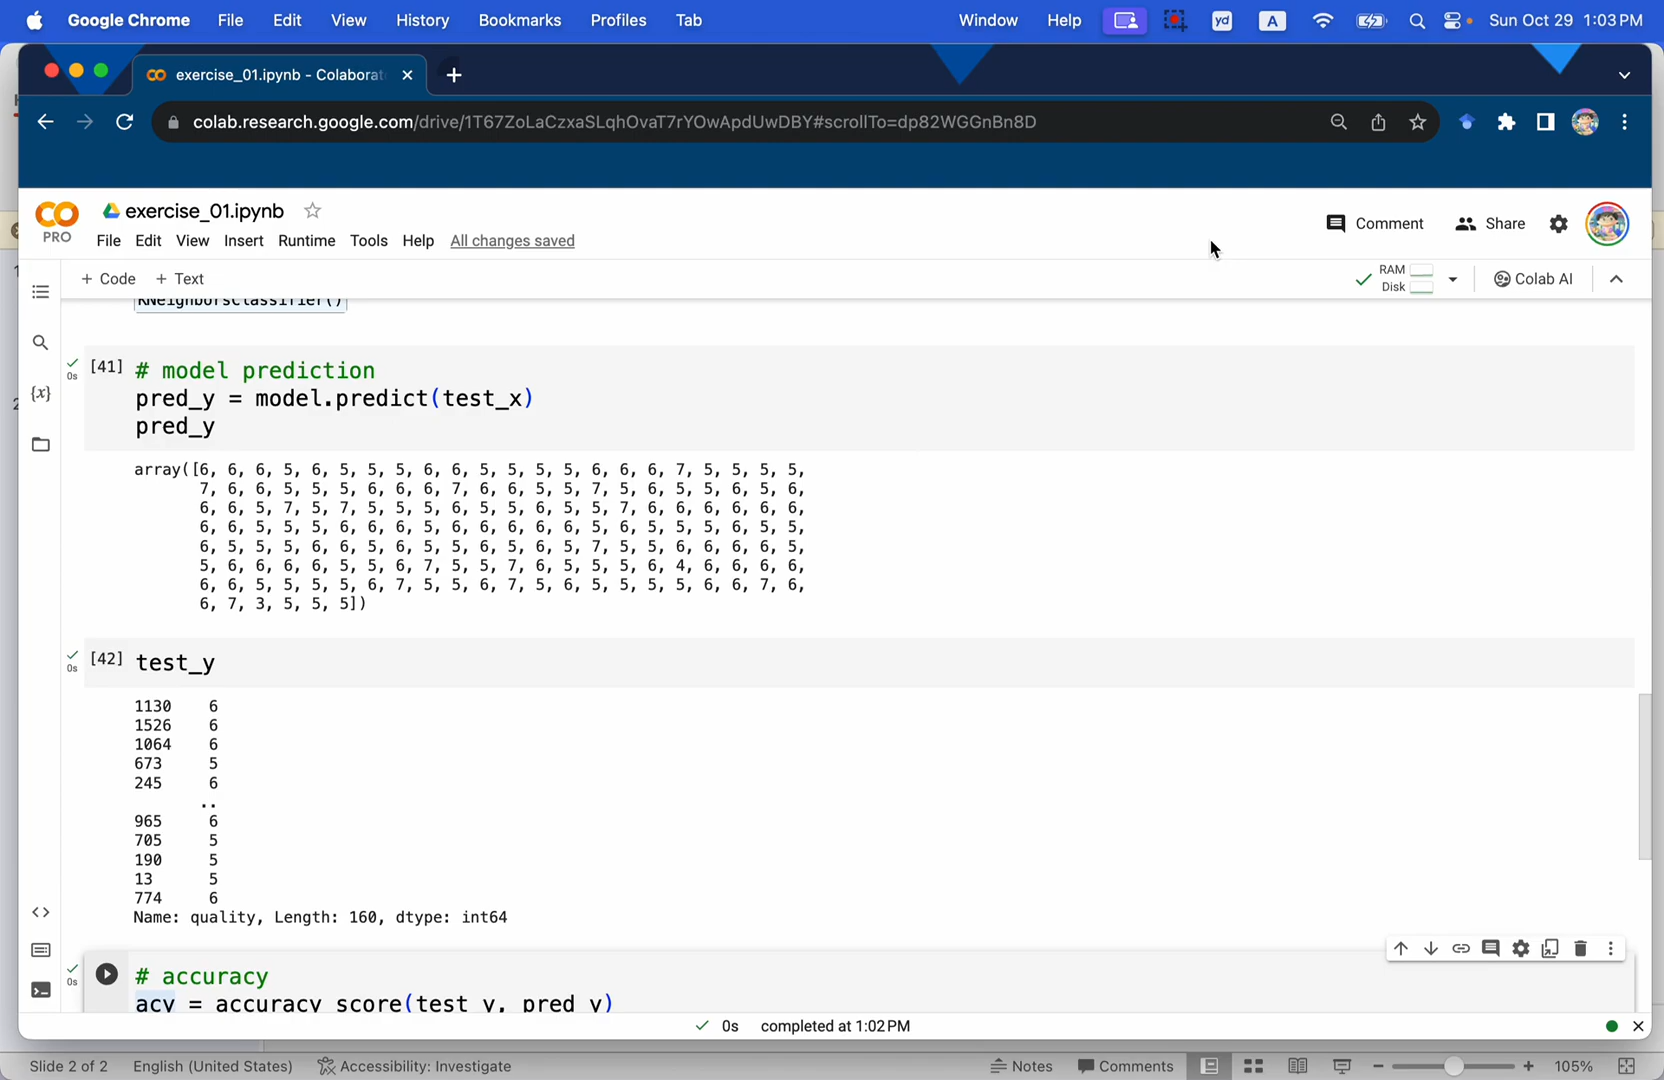 Google Chrome File Edit View History Bookmarks Profiles Tab Window Help yd A Sun Oct 29 1:03 PM
exercise_01.ipynb - Colaborat
colab.research.google.com/drive/1T67ZoLaCzxaSLqhOvaT7rYOwApdUwDBY#scrollTo=dp82WGGnBn8D
PRO
exercise_01.ipynb
Comment Share
File Edit View Insert Runtime Tools Help All changes saved
+ Code + Text
RAM
Disk
Colab AI
KNeighborsClassifier()
[41] # model prediction
0s
pred_y = model.predict(test_x)
{x}
pred_y
array([6, 6, 6, 5, 6, 5, 5, 5, 6, 6, 5, 5, 5, 5, 6, 6, 6, 7, 5, 5, 5, 5,
7, 6, 6, 5, 5, 5, 6, 6, 6, 7, 6, 6, 5, 5, 7, 5, 6, 5, 5, 6, 5, 6,
6, 6, 5, 7, 5, 7, 5, 5, 5, 6, 5, 5, 6, 5, 5, 7, 6, 6, 6, 6, 6, 6,
6, 6, 5, 5, 5, 6, 6, 6, 5, 6, 6, 6, 6, 6, 5, 6, 5, 5, 5, 6, 5, 5,
6, 5, 5, 5, 6, 6, 5, 6, 5, 5, 6, 5, 6, 5, 7, 5, 5, 6, 6, 6, 6, 5,
5, 6, 6, 6, 6, 5, 5, 6, 7, 5, 5, 7, 6, 5, 5, 5, 6, 4, 6, 6, 6, 6,
6, 6, 5, 5, 5, 5, 6, 7, 5, 5, 6, 7, 5, 6, 5, 5, 5, 5, 6, 6, 7, 6,
6, 7, 3, 5, 5, 5])
[42] test_y
0s
1130 6
1526 6
1064 6
673 5
245 6
..
965 6
705 5
190 5
13 5
774 6
Name: quality, Length: 160, dtype: int64
# accuracy
0s
acy = accuracy_score(test_y, pred_y)
0s completed at 1:02 PM
Slide 2 of 2 English (United States) Accessibility: Investigate Notes Comments 105%